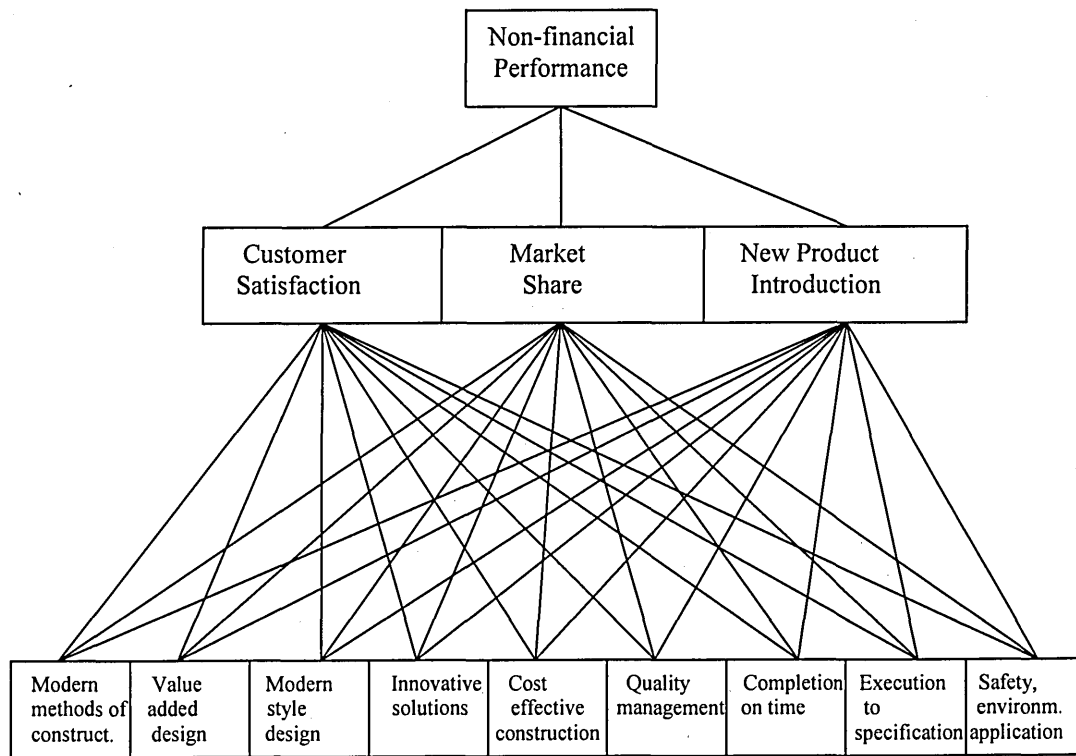 Non-financial
Performance
Customer
Satisfaction
Market
Share
New Product
Introduction
Modern
methods of
construct.
Value
added
design
Modern
style
design
Innovative
solutions
Cost
effective
construction
Quality
management
Completion
on time
Execution
to
specification
Safety,
environm.
application